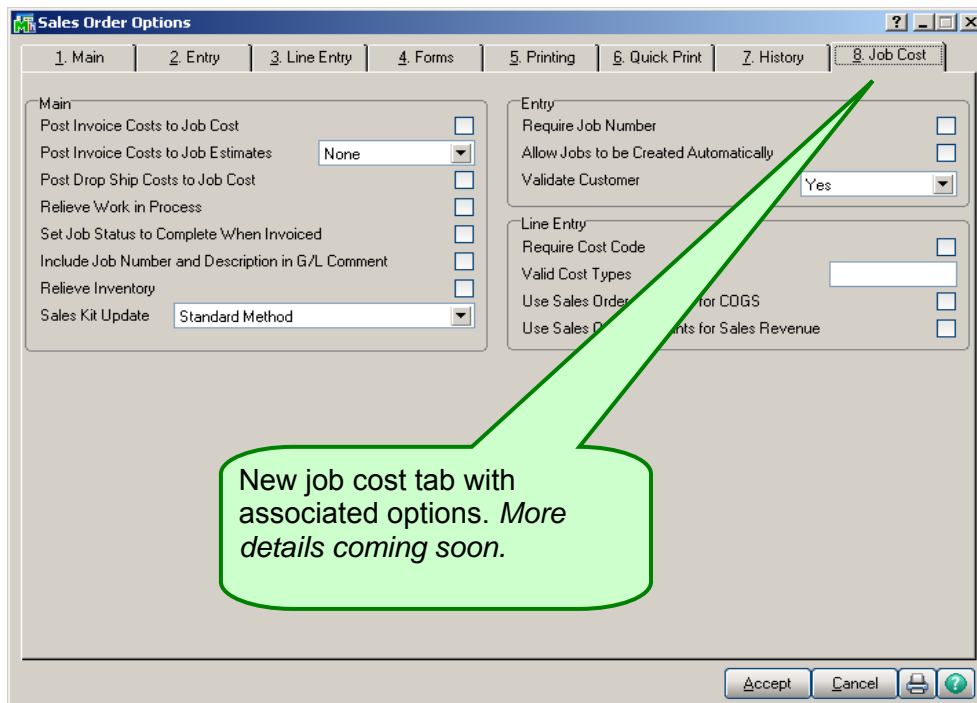 Sales Order Options
1. Main 2. Entry 3. Line Entry 4. Forms 5. Printing 6. Quick Print 7. History 8. Job Cost
Main
Post Invoice Costs to Job Cost
Post Invoice Costs to Job Estimates None
Post Drop Ship Costs to Job Cost
Relieve Work in Process
Set Job Status to Complete When Invoiced
Include Job Number and Description in G/L Comment
Relieve Inventory
Sales Kit Update Standard Method
Entry
Require Job Number
Allow Jobs to be Created Automatically
Validate Customer Yes
Line Entry
Require Cost Code
Valid Cost Types
Use Sales Order for COGS
Use Sales for Sales Revenue
New job cost tab with
associated options. More
details coming soon.
Accept Cancel